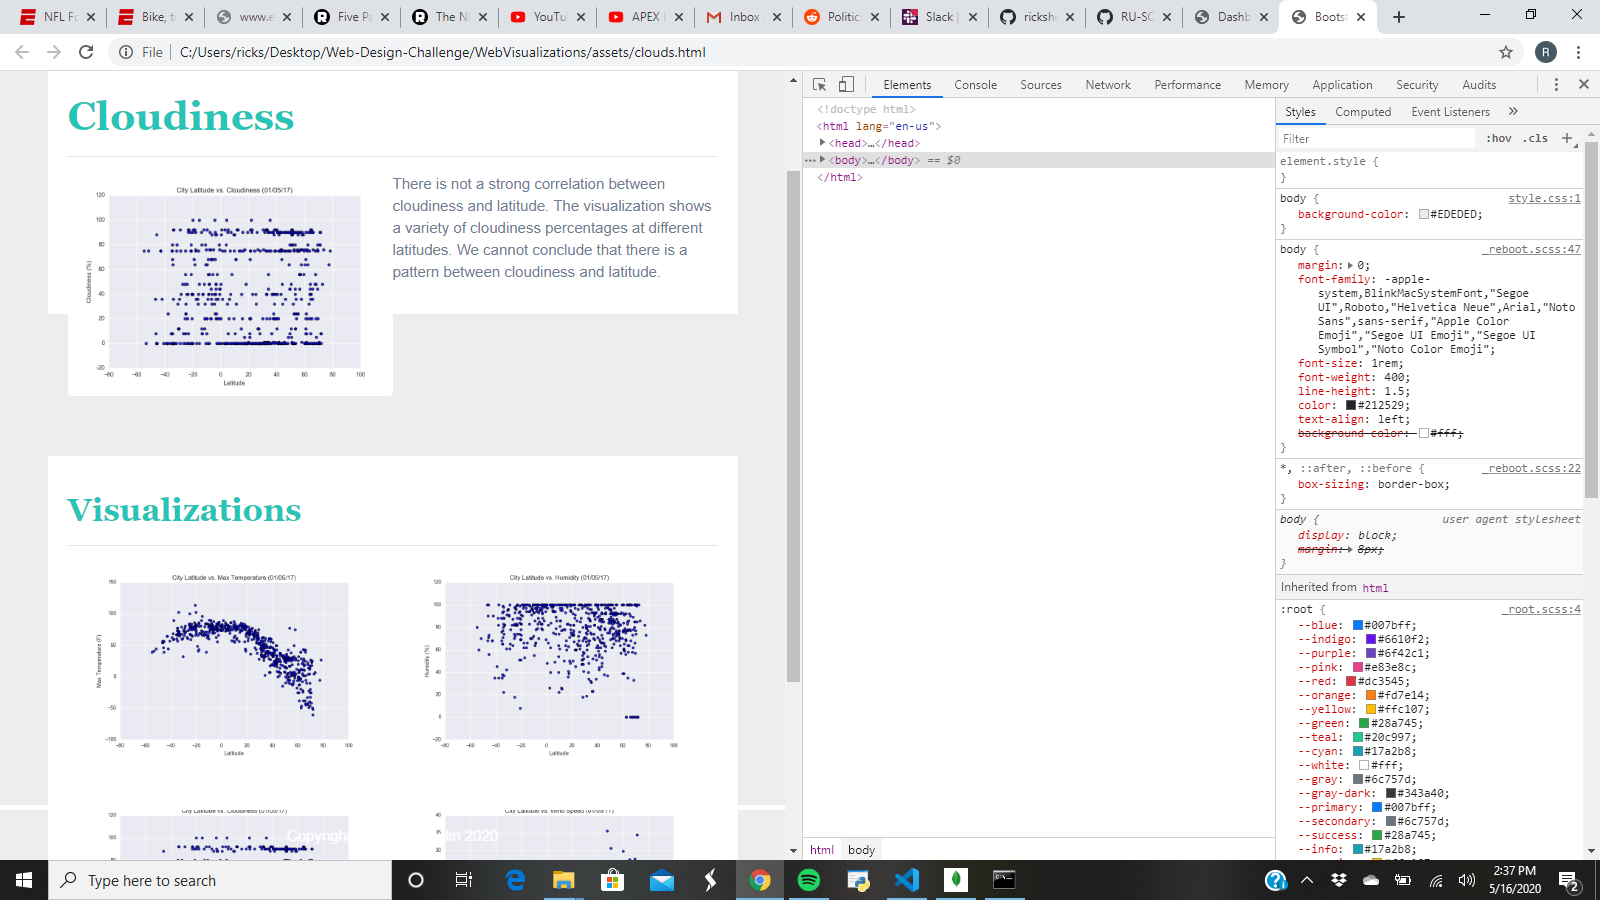 NFL Fo
Bike, t
www.e
Five Pa
The Ni
YouTu
APEX L
Inbox
Politic
Slack |
ricksh
RU-SC
Dashb
Bootst
File
C:/Users/ricks/Desktop/Web-Design-Challenge/WebVisualizations/assets/clouds.html
R
Cloudiness
City Latitude vs. Cloudiness (01/05/17)
120
100
80
60
40
20
0
-20
Cloudiness (%)
-80 -60 -40 -20 0 20 40 60 80 100
Latitude
There is not a strong correlation between
cloudiness and latitude. The visualization shows
a variety of cloudiness percentages at different
latitudes. We cannot conclude that there is a
pattern between cloudiness and latitude.
Visualizations
City Latitude vs. Max Temperature (01/05/17)
150
100
50
0
-50
-100
Max Temperature (F)
-80 -60 -40 -20 0 20 40 60 80 100
Latitude
City Latitude vs. Humidity (01/05/17)
120
100
80
60
40
20
0
-20
Humidity (%)
-80 -60 -40 -20 0 20 40 60 80 100
Latitude
City Latitude vs. Cloudiness (01/05/17)
120
100
80
City Latitude vs. Wind Speed (01/05/17)
40
35
30
Copyright
lin 2020
Elements Console Sources Network Performance Memory Application Security Audits
<!doctype html>
<html lang="en-us">
<head>…</head>
<body>…</body> == $0
</html>
html body
Styles Computed Event Listeners »
Filter :hov .cls +
element.style {
}
body { style.css:1
background-color: #EDEDED;
}
body { _reboot.scss:47
margin: 0;
font-family: -apple-
system,BlinkMacSystemFont,"Segoe
UI",Roboto,"Helvetica Neue",Arial,"Noto
Sans",sans-serif,"Apple Color
Emoji","Segoe UI Emoji","Segoe UI
Symbol","Noto Color Emoji";
font-size: 1rem;
font-weight: 400;
line-height: 1.5;
color: #212529;
text-align: left;
background-color: #fff;
}
*, ::after, ::before { _reboot.scss:22
box-sizing: border-box;
}
body { user agent stylesheet
display: block;
margin: 8px;
}
Inherited from html
:root { _root.scss:4
--blue: #007bff;
--indigo: #6610f2;
--purple: #6f42c1;
--pink: #e83e8c;
--red: #dc3545;
--orange: #fd7e14;
--yellow: #ffc107;
--green: #28a745;
--teal: #20c997;
--cyan: #17a2b8;
--white: #fff;
--gray: #6c757d;
--gray-dark: #343a40;
--primary: #007bff;
--secondary: #6c757d;
--success: #28a745;
--info: #17a2b8;
Type here to search
2:37 PM
5/16/2020
2